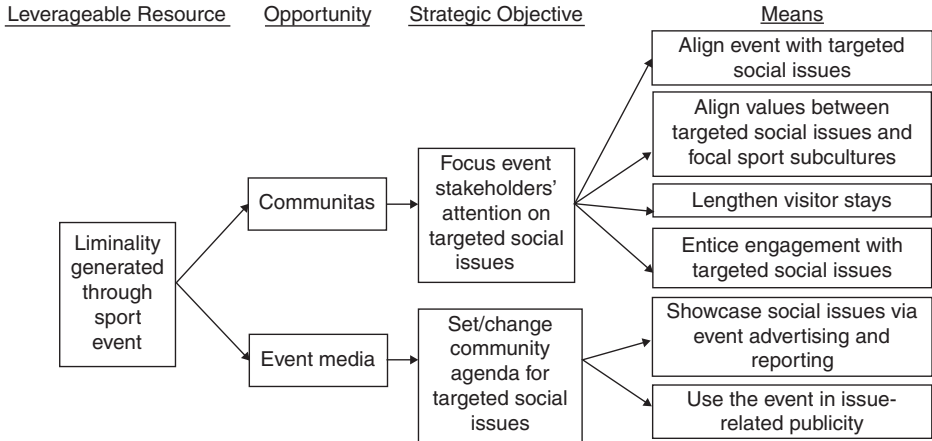 Leverageable Resource
Opportunity
Strategic Objective
Means
Liminality
generated
through
sport
event
Communitas
Event media
Focus event
stakeholders'
attention on
targeted social
issues
Set/change
community
agenda for
targeted social
issues
Align event with targeted
social issues
Align values between
targeted social issues and
focal sport subcultures
Lengthen visitor stays
Entice engagement with
targeted social issues
Showcase social issues via
event advertising and
reporting
Use the event in issue-
related publicity